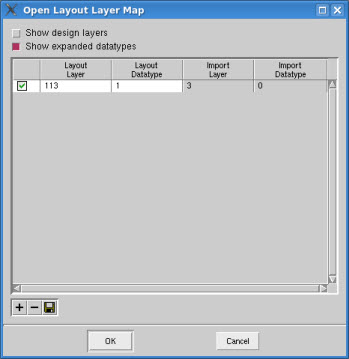 Open Layout Layer Map
Show design layers
Show expanded datatypes
Layout Layer Layout Datatype Import Layer Import Datatype
113 1 3 0
OK Cancel